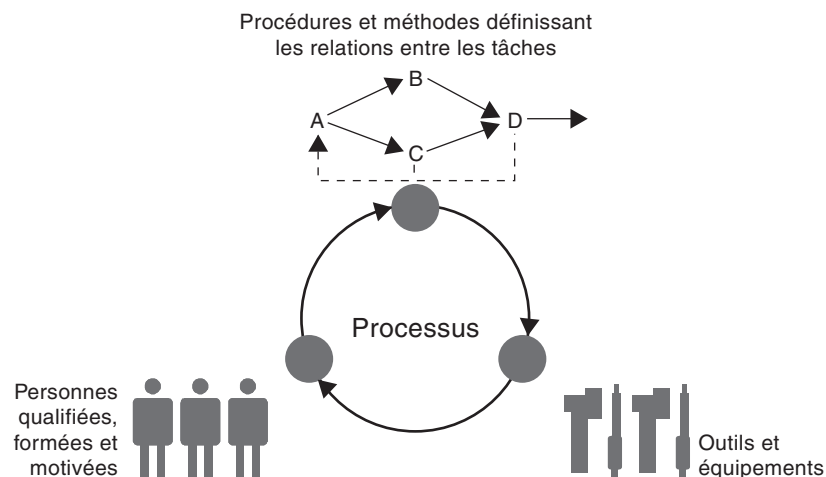 Procédures et méthodes définissant
les relations entre les tâches
B
A
D
C
Processus
Personnes
qualifiées,
formées et
motivées
Outils et
équipements